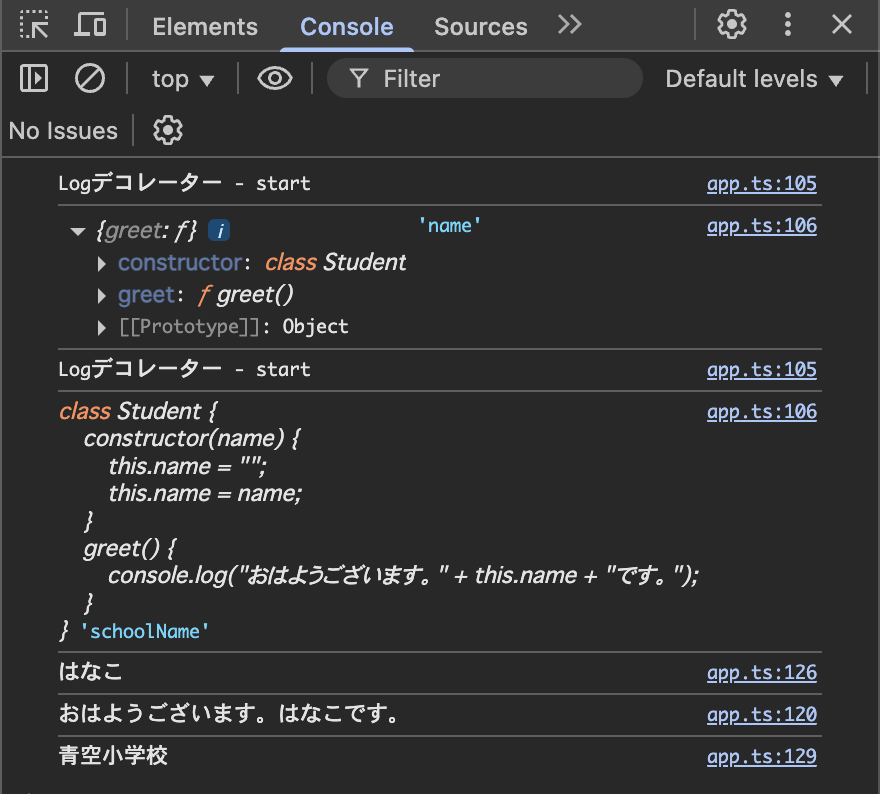 Elements Console Sources
top Filter Default levels
No Issues
Logデコレーター - start app.ts:105
{greet: ƒ} i 'name' app.ts:106
constructor: class Student
greet: ƒ greet()
[[Prototype]]: Object
Logデコレーター - start app.ts:105
class Student { app.ts:106
constructor(name) {
this.name = "";
this.name = name;
}
greet() {
console.log("おはようございます。" + this.name + "です。");
}
} 'schoolName'
はなこ app.ts:126
おはようございます。はなこです。 app.ts:120
青空小学校 app.ts:129